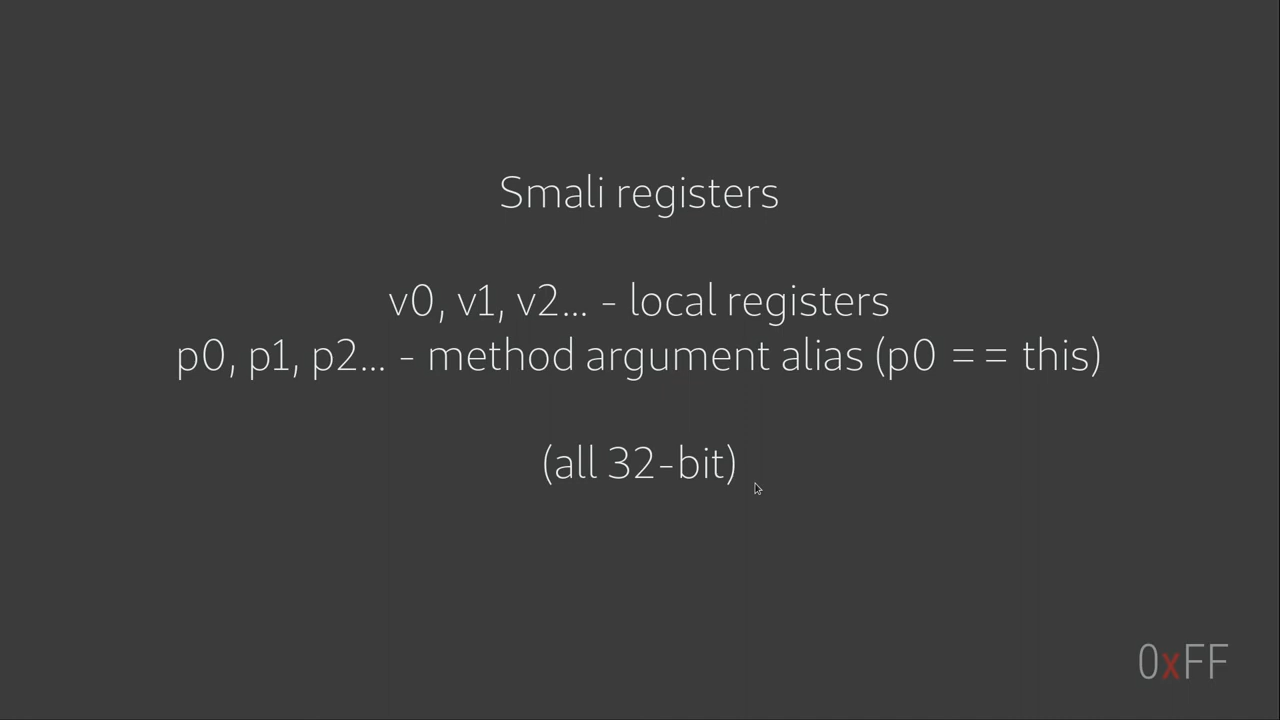 Smali registers
v0, v1, v2... - local registers
p0, p1, p2... - method argument alias (p0 == this)
(all 32-bit)
0xFF